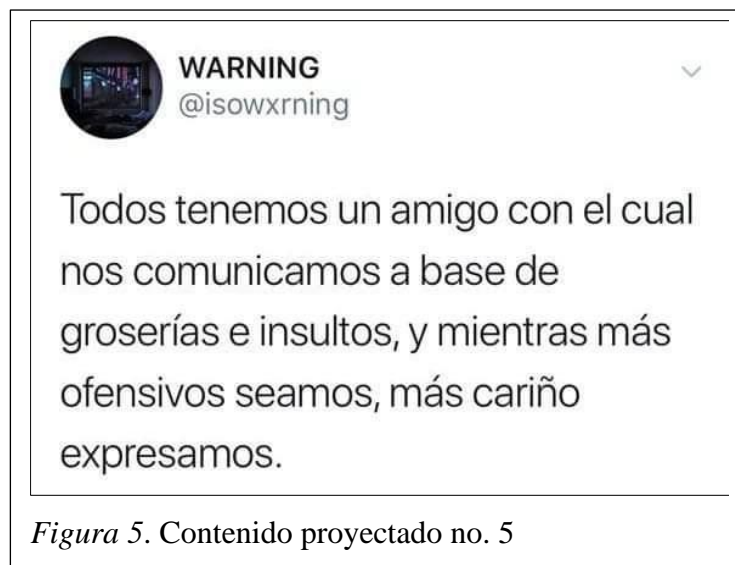 WARNING
@isowxrning
Todos tenemos un amigo con el cual
nos comunicamos a base de
groserías e insultos, y mientras más
ofensivos seamos, más cariño
expresamos.
Figura 5. Contenido proyectado no. 5